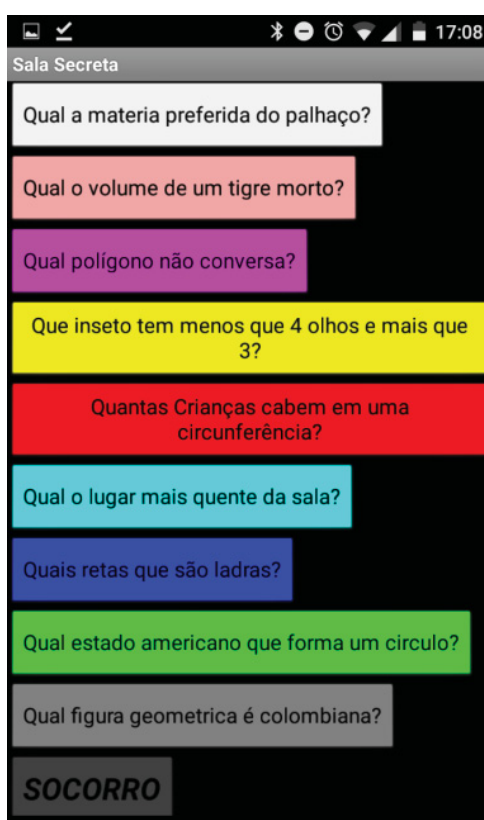 17:08
Sala Secreta
Qual a materia preferida do palhaço?
Qual o volume de um tigre morto?
Qual polígono não conversa?
Que inseto tem menos que 4 olhos e mais que
3?
Quantas Crianças cabem em uma
circunferência?
Qual o lugar mais quente da sala?
Quais retas que são ladras?
Qual estado americano que forma um circulo?
Qual figura geometrica é colombiana?
SOCORRO